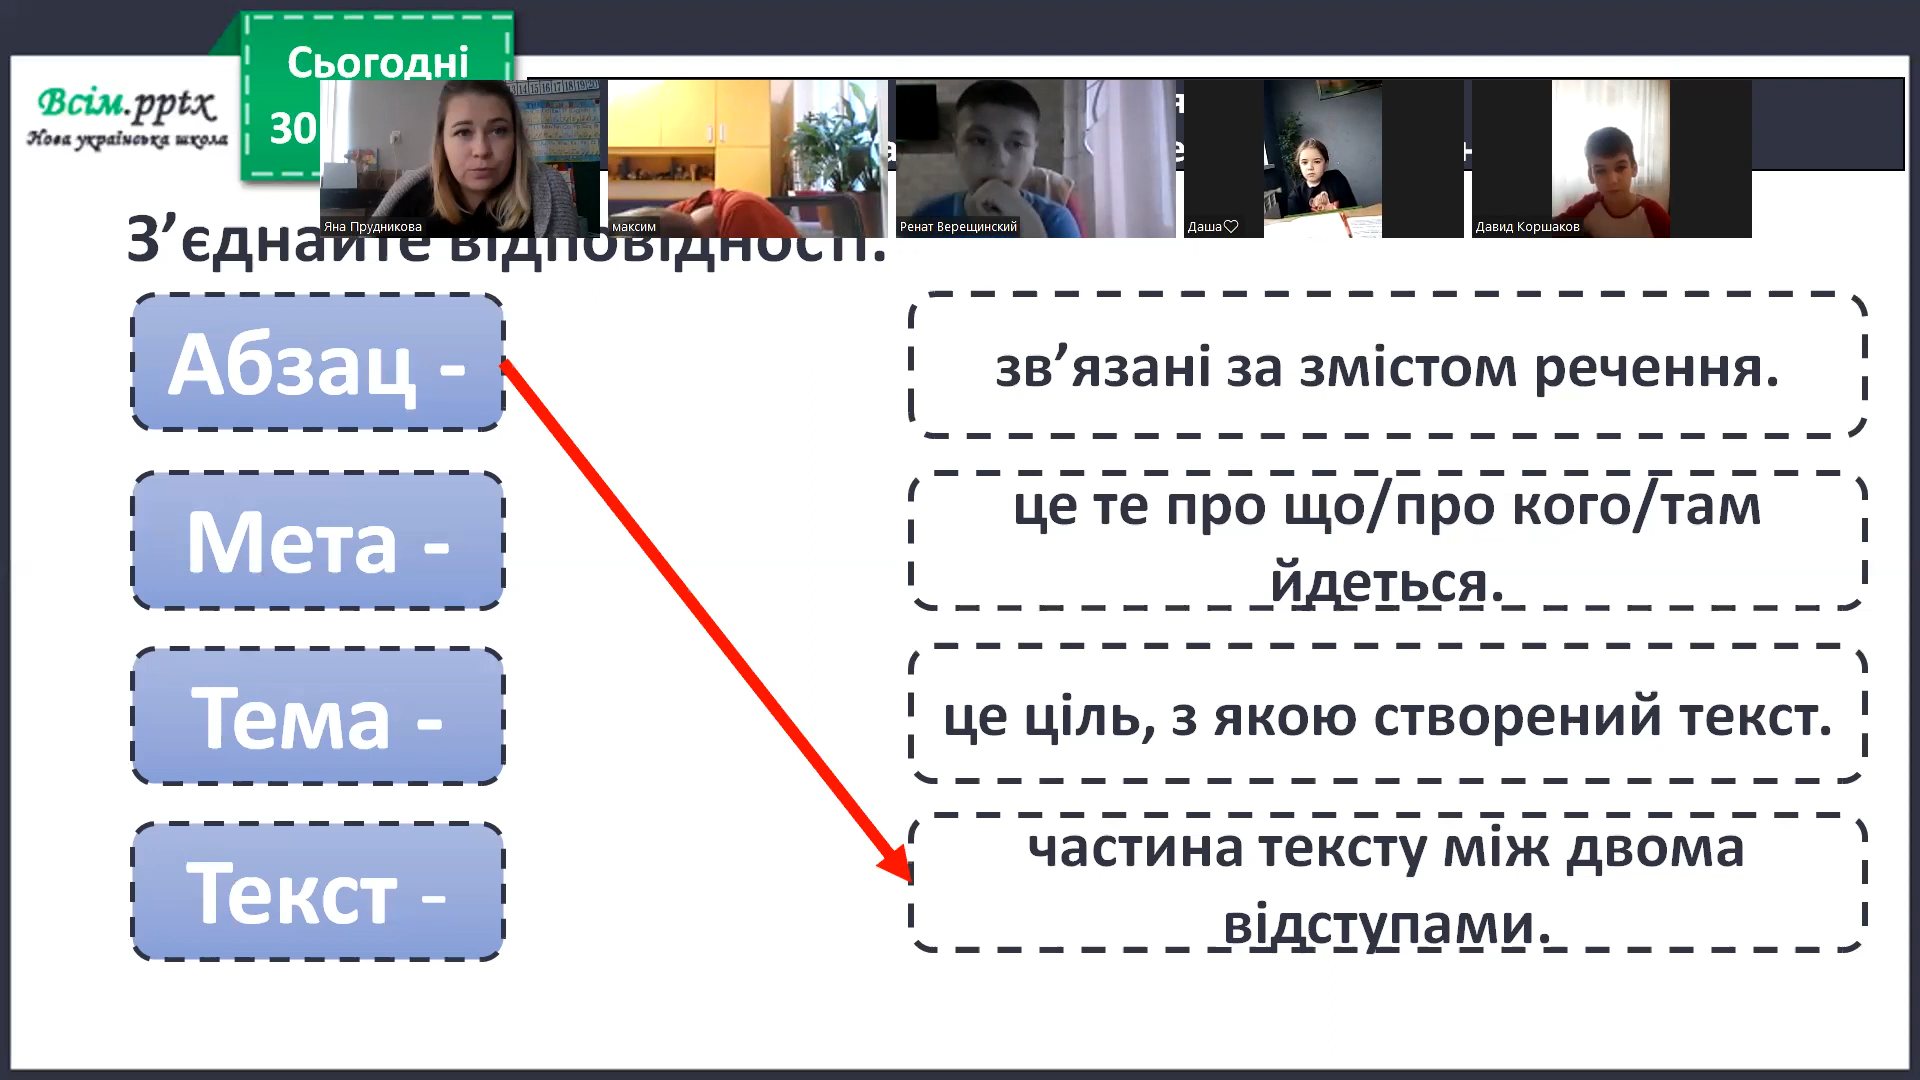 Сьогодні
30
Всім.pptx
Нова українська школа
Яна Прудникова
максим
Ренат Верещинский
Даша♡
Давид Коршаков
З’єднайте відповідності.
Абзац -
зв’язані за змістом речення.
Мета -
це те про що/про кого/там
йдеться.
Тема -
це ціль, з якою створений текст.
Текст -
частина тексту між двома
відступами.